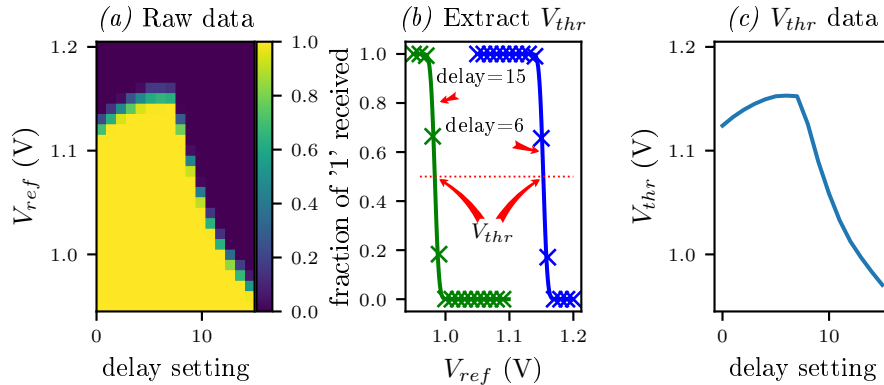 (a) Raw data
1.2
1.1
1.0
V_ref (V)
0
10
delay setting
1.0
0.8
0.6
0.4
0.2
0.0
(b) Extract V_thr
1.0
0.8
0.6
0.4
0.2
0.0
fraction of '1' received
delay=15
delay=6
V_thr
1.0
1.1
1.2
V_ref (V)
(c) V_thr data
1.2
1.1
1.0
V_thr (V)
0
10
delay setting